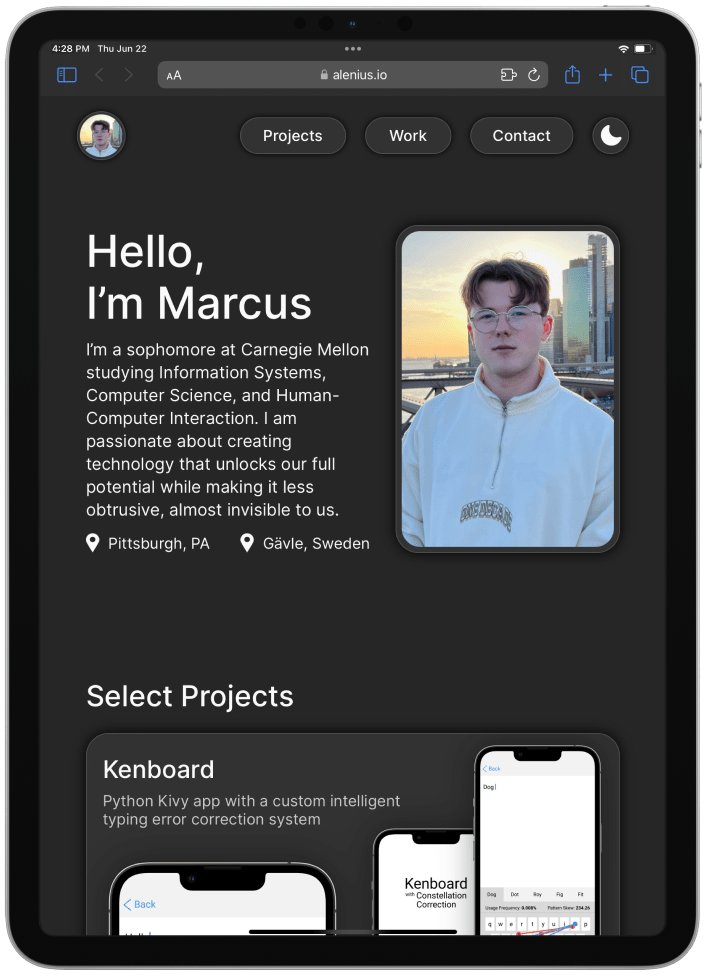 4:28 PM Thu Jun 22
AA alenius.io
Projects Work Contact
Hello,
I'm Marcus
I'm a sophomore at Carnegie Mellon
studying Information Systems,
Computer Science, and Human-
Computer Interaction. I am
passionate about creating
technology that unlocks our full
potential while making it less
obtrusive, almost invisible to us.
Pittsburgh, PA Gävle, Sweden
ONE DECADE
Select Projects
Kenboard
Python Kivy app with a custom intelligent
typing error correction system
Back
Kenboard
with Constellation
Correction
Back
Dog
Dog Dot Rny Fig Fit
Usage Frequency: 0.008% Pattern Skew: 234.26
q w e r t y u i o p